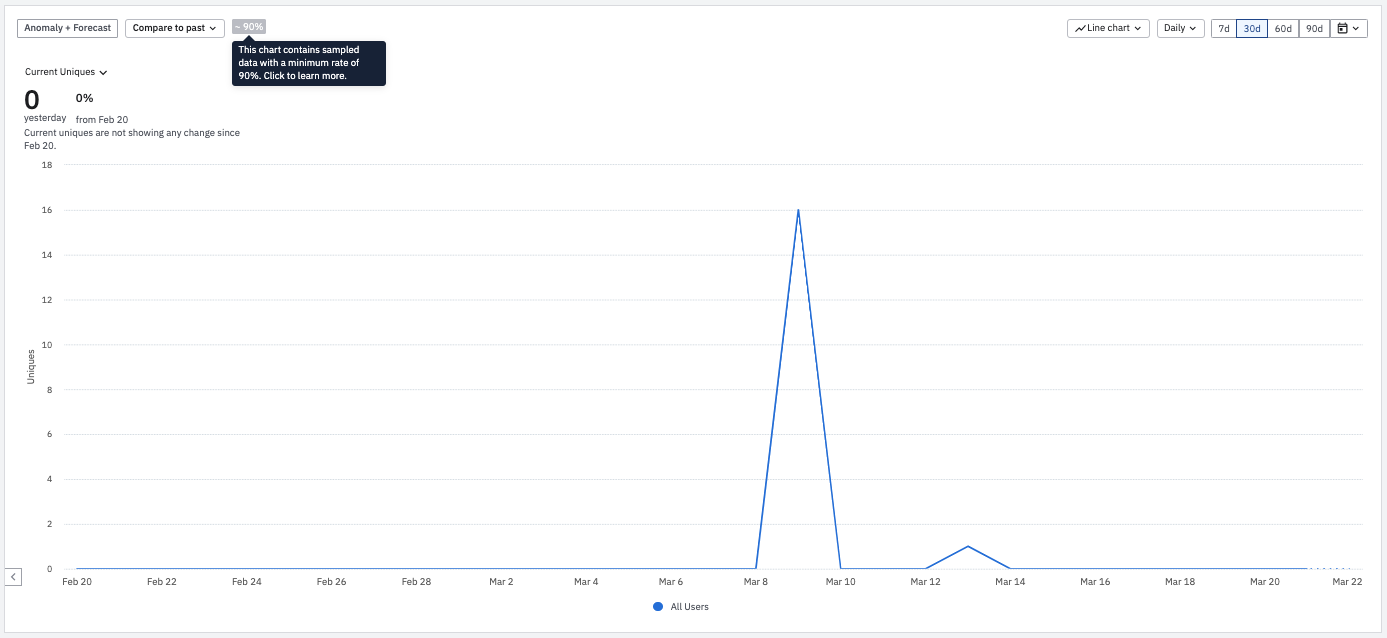 Anomaly + Forecast
Compare to past
~ 90%
Line chart
Daily
7d
30d
60d
90d
This chart contains sampled
data with a minimum rate of
90%. Click to learn more.
Current Uniques
0
0%
yesterday
from Feb 20
Current uniques are not showing any change since
Feb 20.
18
16
14
12
10
8
6
4
2
0
Uniques
Feb 20
Feb 22
Feb 24
Feb 26
Feb 28
Mar 2
Mar 4
Mar 6
Mar 8
Mar 10
Mar 12
Mar 14
Mar 16
Mar 18
Mar 20
Mar 22
All Users